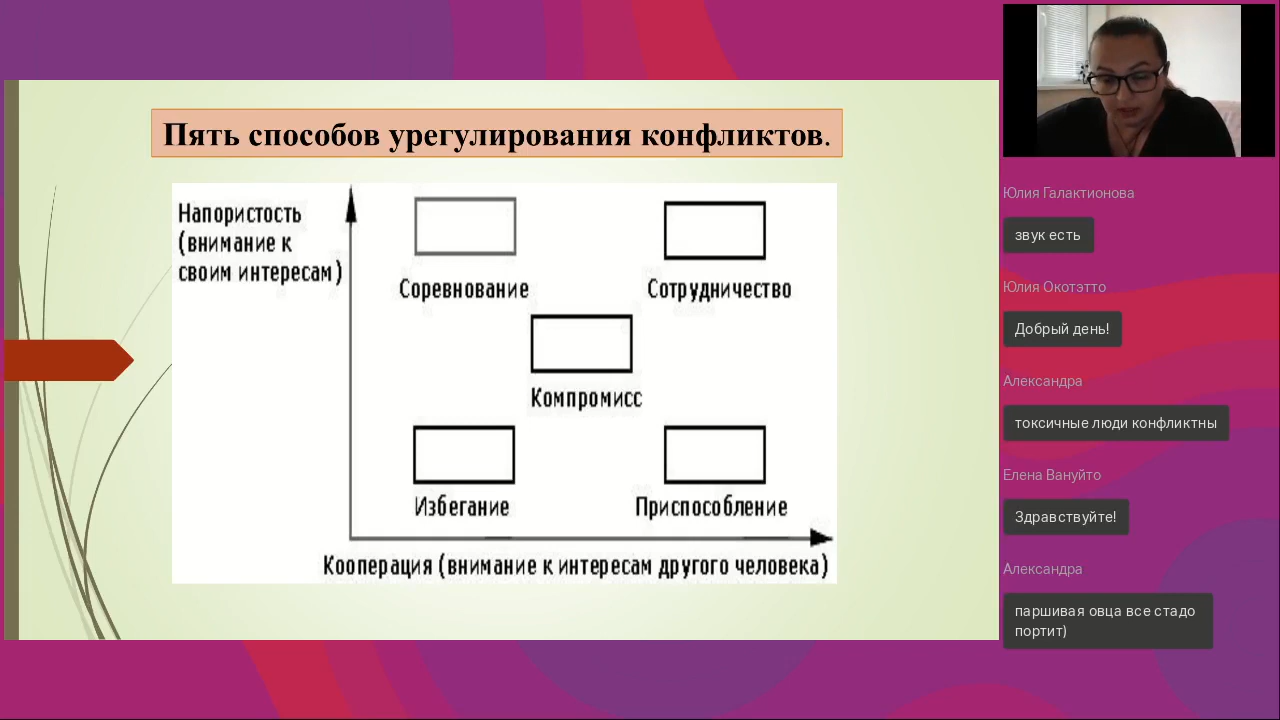 Пять способов урегулирования конфликтов.
Напористость
(внимание к
своим интересам)
Соревнование
Сотрудничество
Компромисс
Избегание
Приспособление
Кооперация (внимание к интересам другого человека)
Юлия Галактионова
звук есть
Юлия Окотэтто
Добрый день!
Александра
токсичные люди конфликтны
Елена Вануйто
Здравствуйте!
Александра
паршивая овца все стадо
портит)